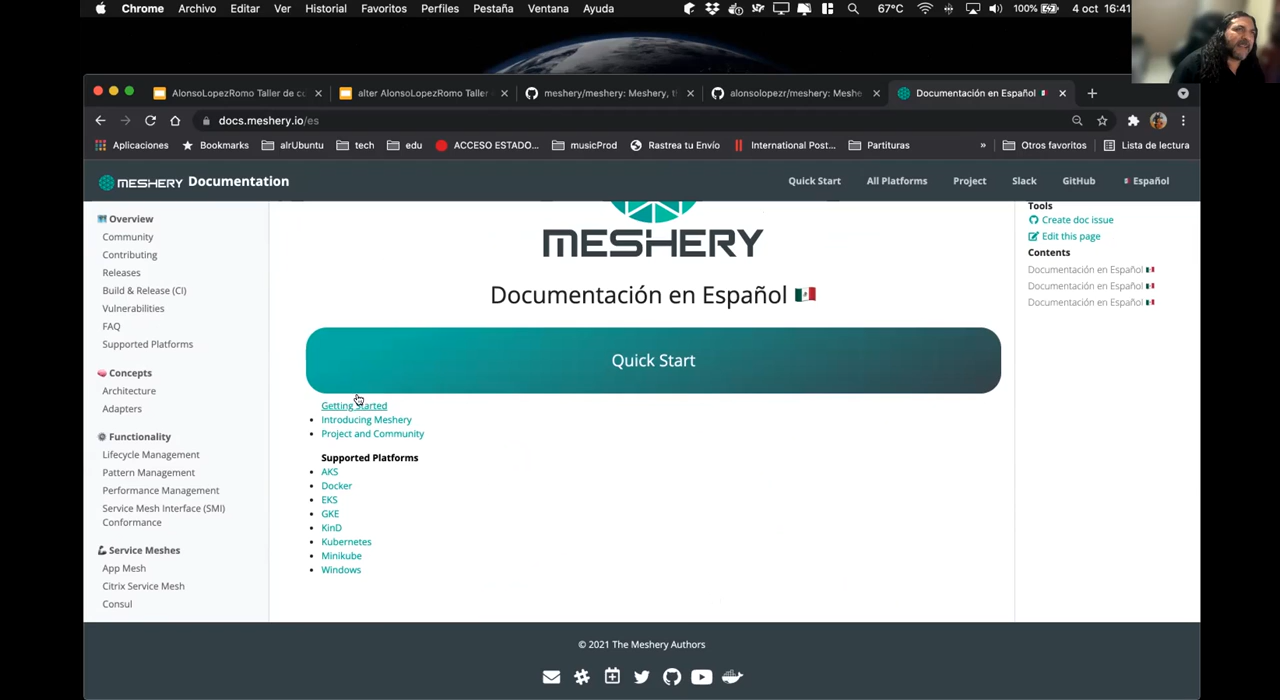 Chrome Archivo Editar Ver Historial Favoritos Perfiles Pestaña Ventana Ayuda 67°C 100% 4 oct 16:41
AlonsoLopezRomo Taller de co alter AlonsoLopezRomo Taller meshery/meshery: Meshery, t alonsolopezr/meshery: Meshe Documentación en Español
docs.meshery.io/es
Aplicaciones Bookmarks alrUbuntu tech edu ACCESO ESTADO... musicProd Rastrea tu Envío International Post... Partituras » Otros favoritos Lista de lectura
MESHERY Documentation Quick Start All Platforms Project Slack GitHub Español
Overview
Community
Contributing
Releases
Build & Release (CI)
Vulnerabilities
FAQ
Supported Platforms
Concepts
Architecture
Adapters
Functionality
Lifecycle Management
Pattern Management
Performance Management
Service Mesh Interface (SMI)
Conformance
Service Meshes
App Mesh
Citrix Service Mesh
Consul
MESHERY
Documentación en Español
Quick Start
Getting Started
Introducing Meshery
Project and Community
Supported Platforms
AKS
Docker
EKS
GKE
KinD
Kubernetes
Minikube
Windows
Tools
Create doc issue
Edit this page
Contents
Documentación en Español
Documentación en Español
Documentación en Español
© 2021 The Meshery Authors